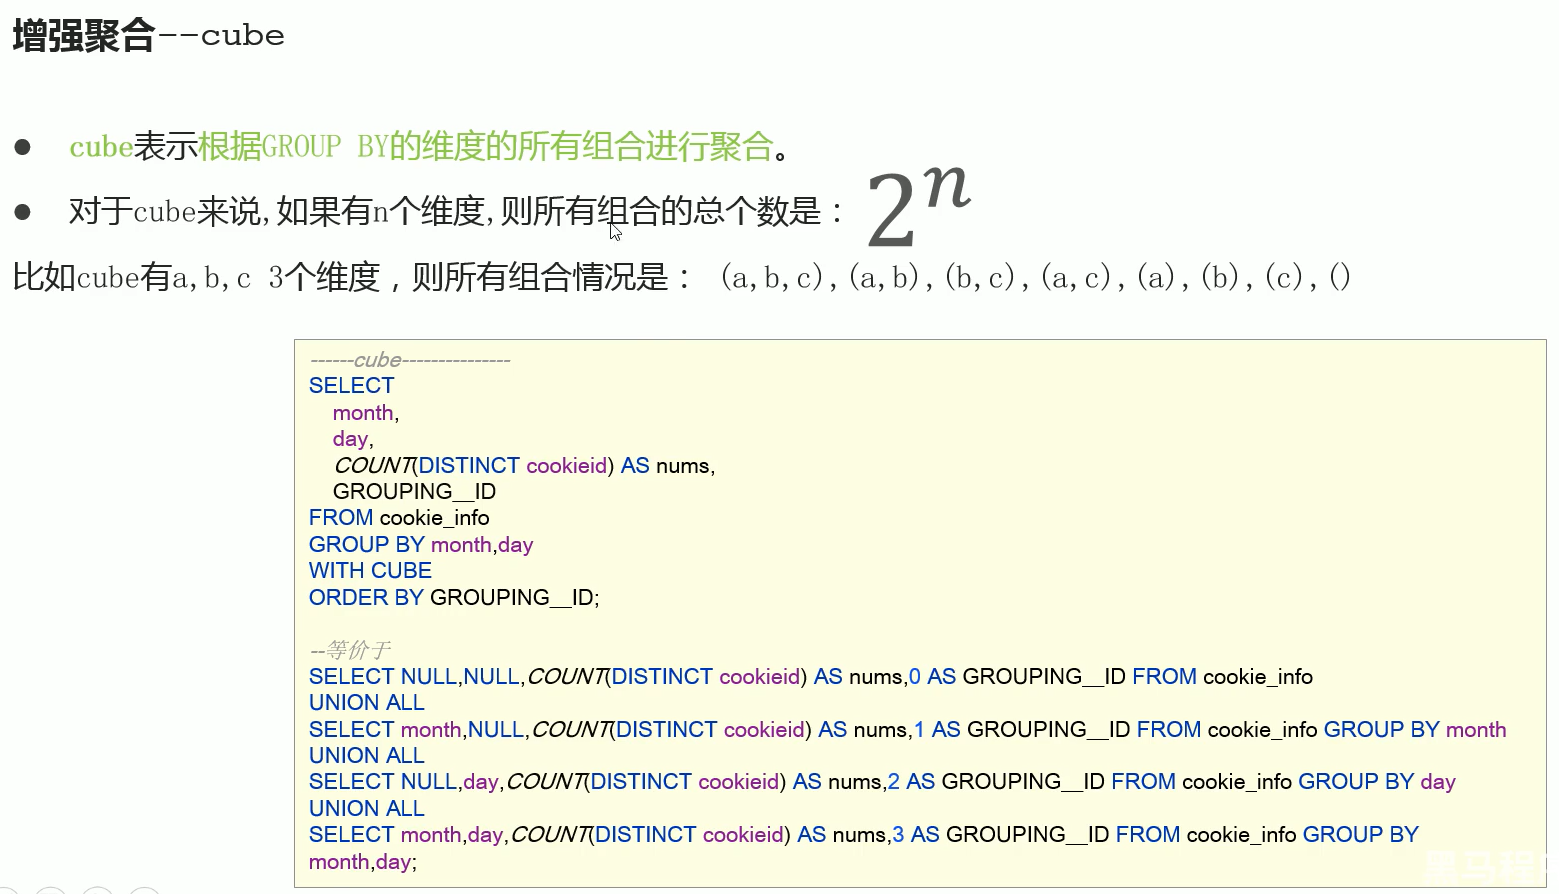 增强聚合--cube
● cube表示根据GROUP BY的维度的所有组合进行聚合。
● 对于cube来说,如果有n个维度,则所有组合的总个数是： 2^n
比如cube有a,b,c 3个维度，则所有组合情况是： (a,b,c),(a,b),(b,c),(a,c),(a),(b),(c),()
------cube---------------
SELECT
month,
day,
COUNT(DISTINCT cookieid) AS nums,
GROUPING__ID
FROM cookie_info
GROUP BY month,day
WITH CUBE
ORDER BY GROUPING__ID;
--等价于
SELECT NULL,NULL,COUNT(DISTINCT cookieid) AS nums,0 AS GROUPING__ID FROM cookie_info
UNION ALL
SELECT month,NULL,COUNT(DISTINCT cookieid) AS nums,1 AS GROUPING__ID FROM cookie_info GROUP BY month
UNION ALL
SELECT NULL,day,COUNT(DISTINCT cookieid) AS nums,2 AS GROUPING__ID FROM cookie_info GROUP BY day
UNION ALL
SELECT month,day,COUNT(DISTINCT cookieid) AS nums,3 AS GROUPING__ID FROM cookie_info GROUP BY
month,day;
黑马程